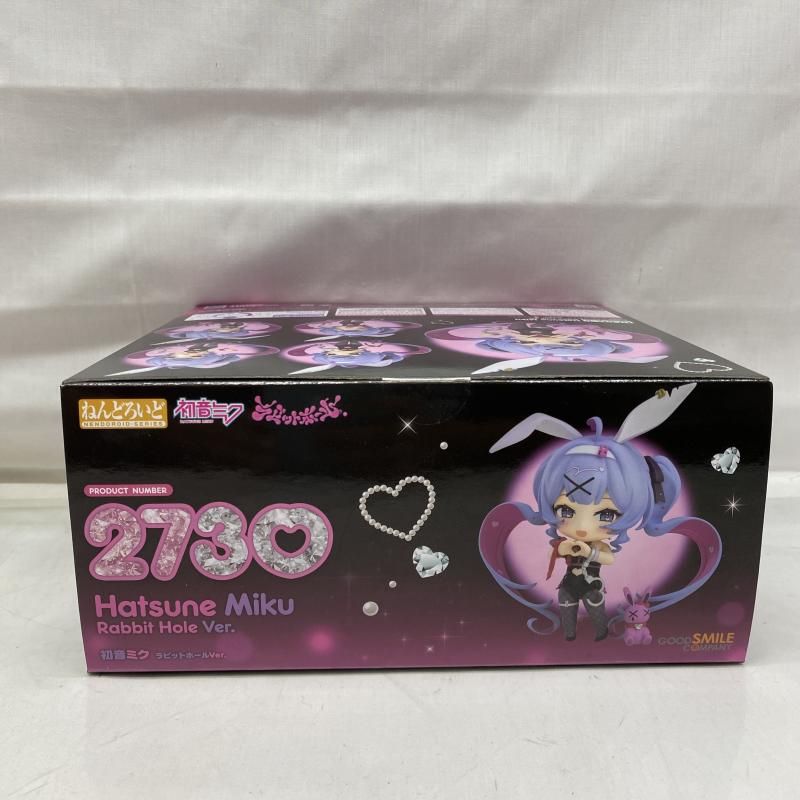 ねんどろいど
NENDOROID-SERIES
初音ミク
ラビットホール
PRODUCT NUMBER
2730
Hatsune Miku
Rabbit Hole Ver.
初音ミク ラビットホールVer.
GOOD SMILE
COMPANY